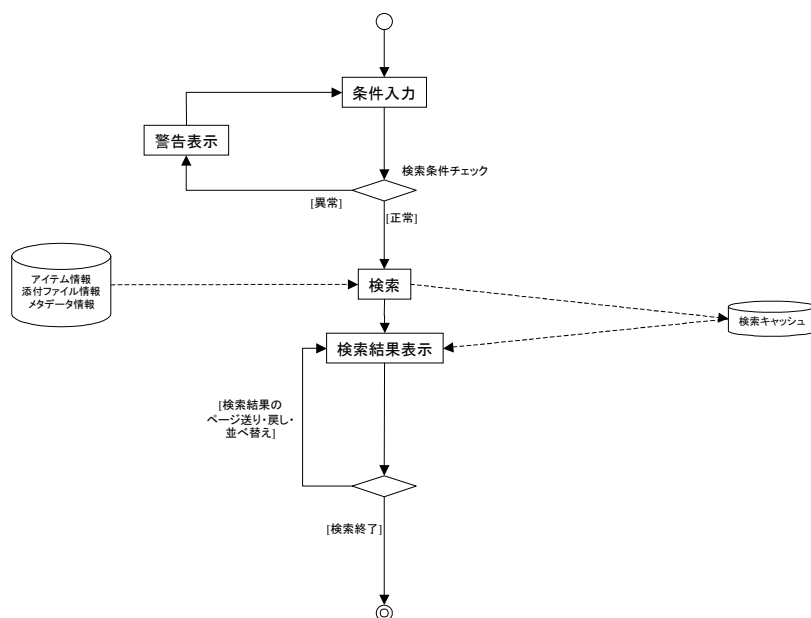 条件入力
警告表示
検索条件チェック
[異常]
[正常]
アイテム情報
添付ファイル情報
メタデータ情報
検索
検索キャッシュ
検索結果表示
[検索結果の
ページ送り・戻し・
並べ替え]
[検索終了]